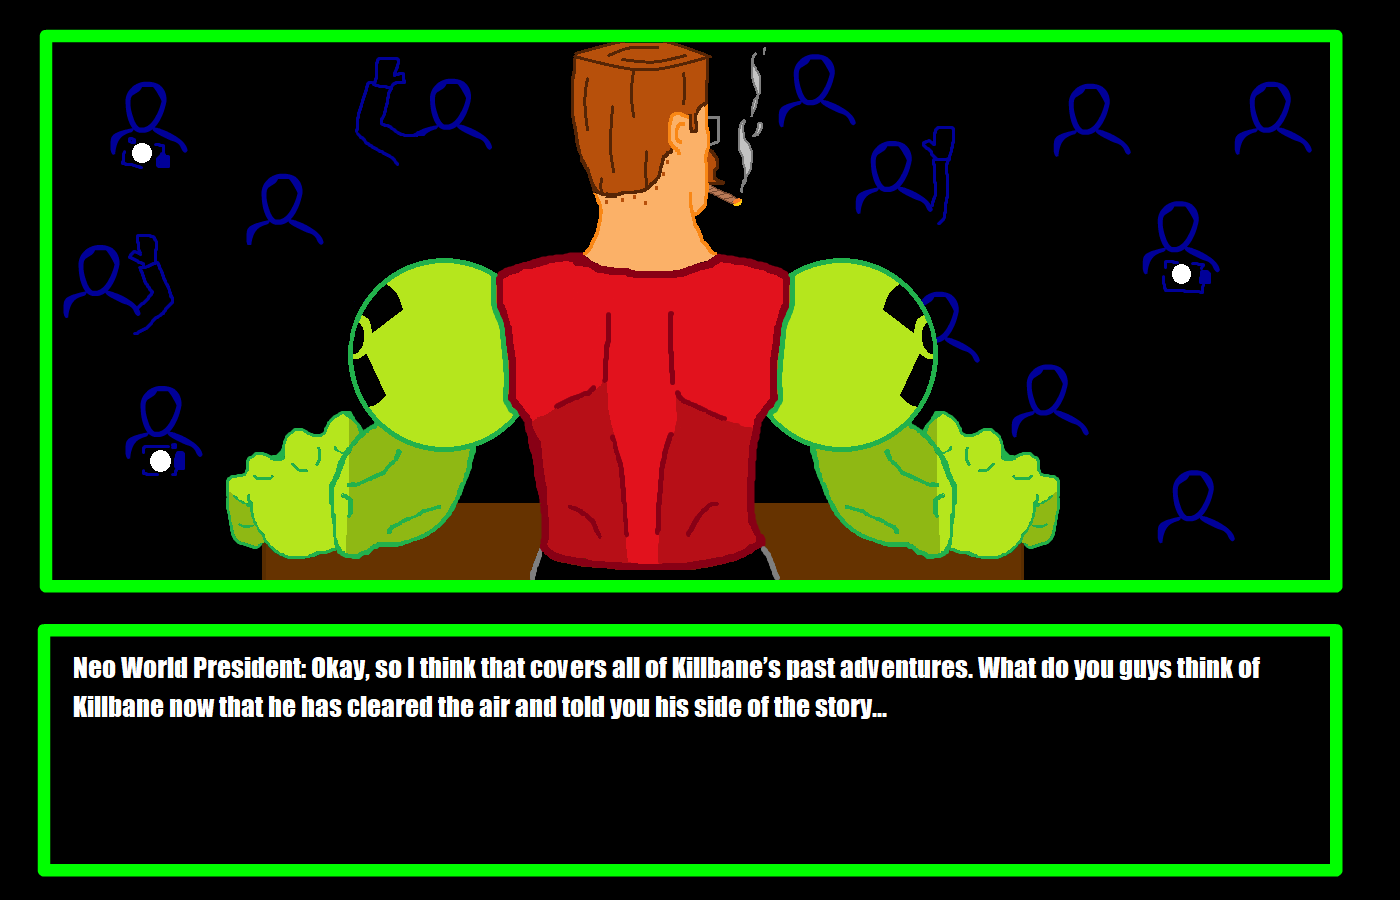 Neo World President: Okay, so I think that covers all of Killbane’s past adventures. What do you guys think of
Killbane now that he has cleared the air and told you his side of the story...